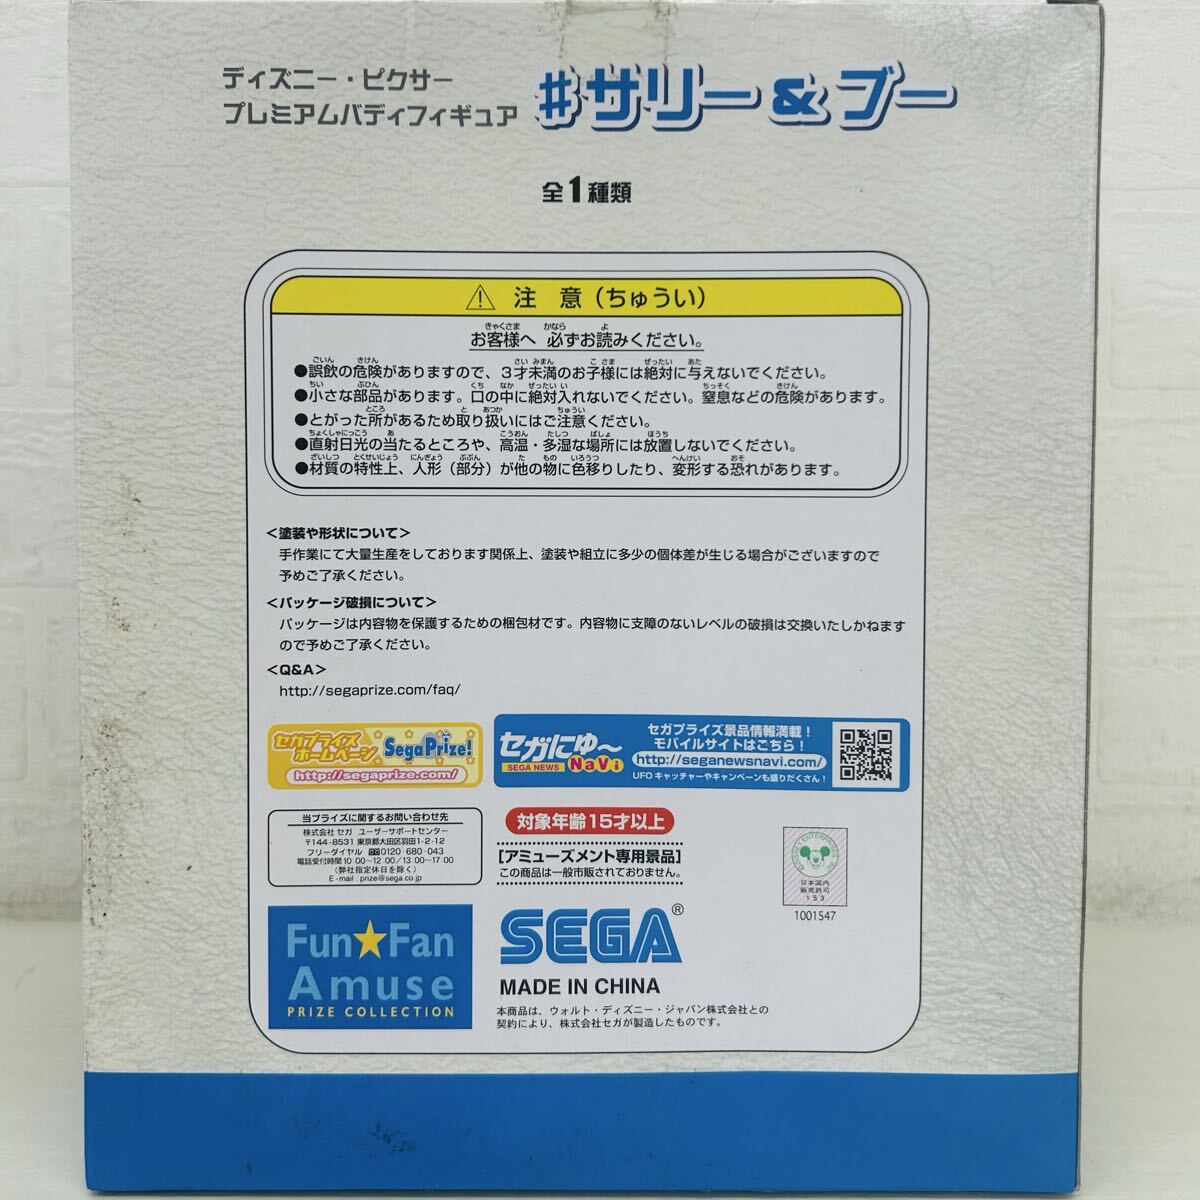 ディズニー・ピクサー
プレミアムバディフィギュア #サリー&ブー
全1種類
⚠ 注 意（ちゅうい）
お客様へ 必ずお読みください。
●誤飲の危険がありますので、3才未満のお子様には絶対に与えないでください。
●小さな部品があります。口の中に絶対入れないでください。窒息などの危険があります。
●とがった所があるため取り扱いにはご注意ください。
●直射日光の当たるところや、高温・多湿な場所には放置しないでください。
●材質の特性上、人形（部分）が他の物に色移りしたり、変形する恐れがあります。
<塗装や形状について>
手作業にて大量生産をしております関係上、塗装や組立に多少の個体差が生じる場合がございますので
予めご了承ください。
<パッケージ破損について>
パッケージは内容物を保護するための梱包材です。内容物に支障のないレベルの破損は交換いたしかねます
ので予めご了承ください。
<Q&A>
http://segaprize.com/faq/
セガプライズ
ホームページ
Sega Prize!
http://segaprize.com/
セガにゅ〜
SEGA NEWS NaVi
セガプライズ景品情報満載！
モバイルサイトはこちら！
http://seganewsnavi.com/
UFOキャッチャーやキャンペーンも盛りだくさん！
当プライズに関するお問い合わせ先
株式会社 セガ ユーザーサポートセンター
〒144-8531 東京都大田区羽田1-2-12
フリーダイヤル 0120-680-043
電話受付時間 10:00〜12:00／13:00〜17:00
（弊社指定休日を除く）
E-mail : prize@sega.co.jp
対象年齢15才以上
［アミューズメント専用景品］
この商品は一般市販されておりません。
DISNEY ENTERPRISES, INC.
日本国内
販売許可
153
1001547
Fun★Fan
Amuse
PRIZE COLLECTION
SEGA®
MADE IN CHINA
本商品は、ウォルト・ディズニー・ジャパン株式会社との
契約により、株式会社セガが製造したものです。